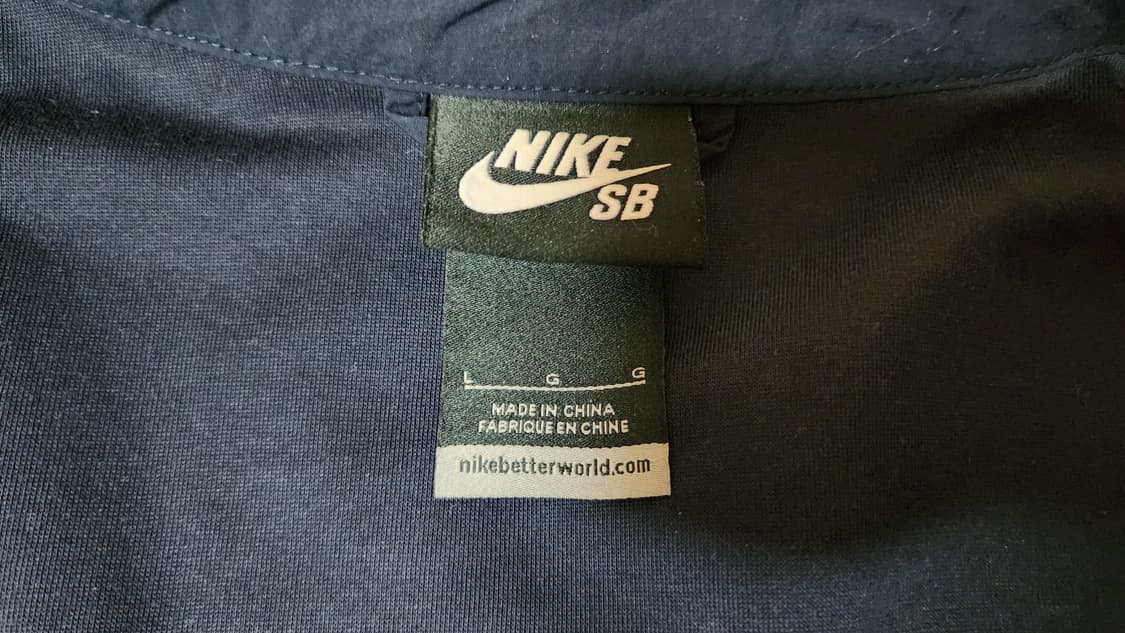 NIKE
SB
L G G
MADE IN CHINA
FABRIQUE EN CHINE
nikebetterworld.com